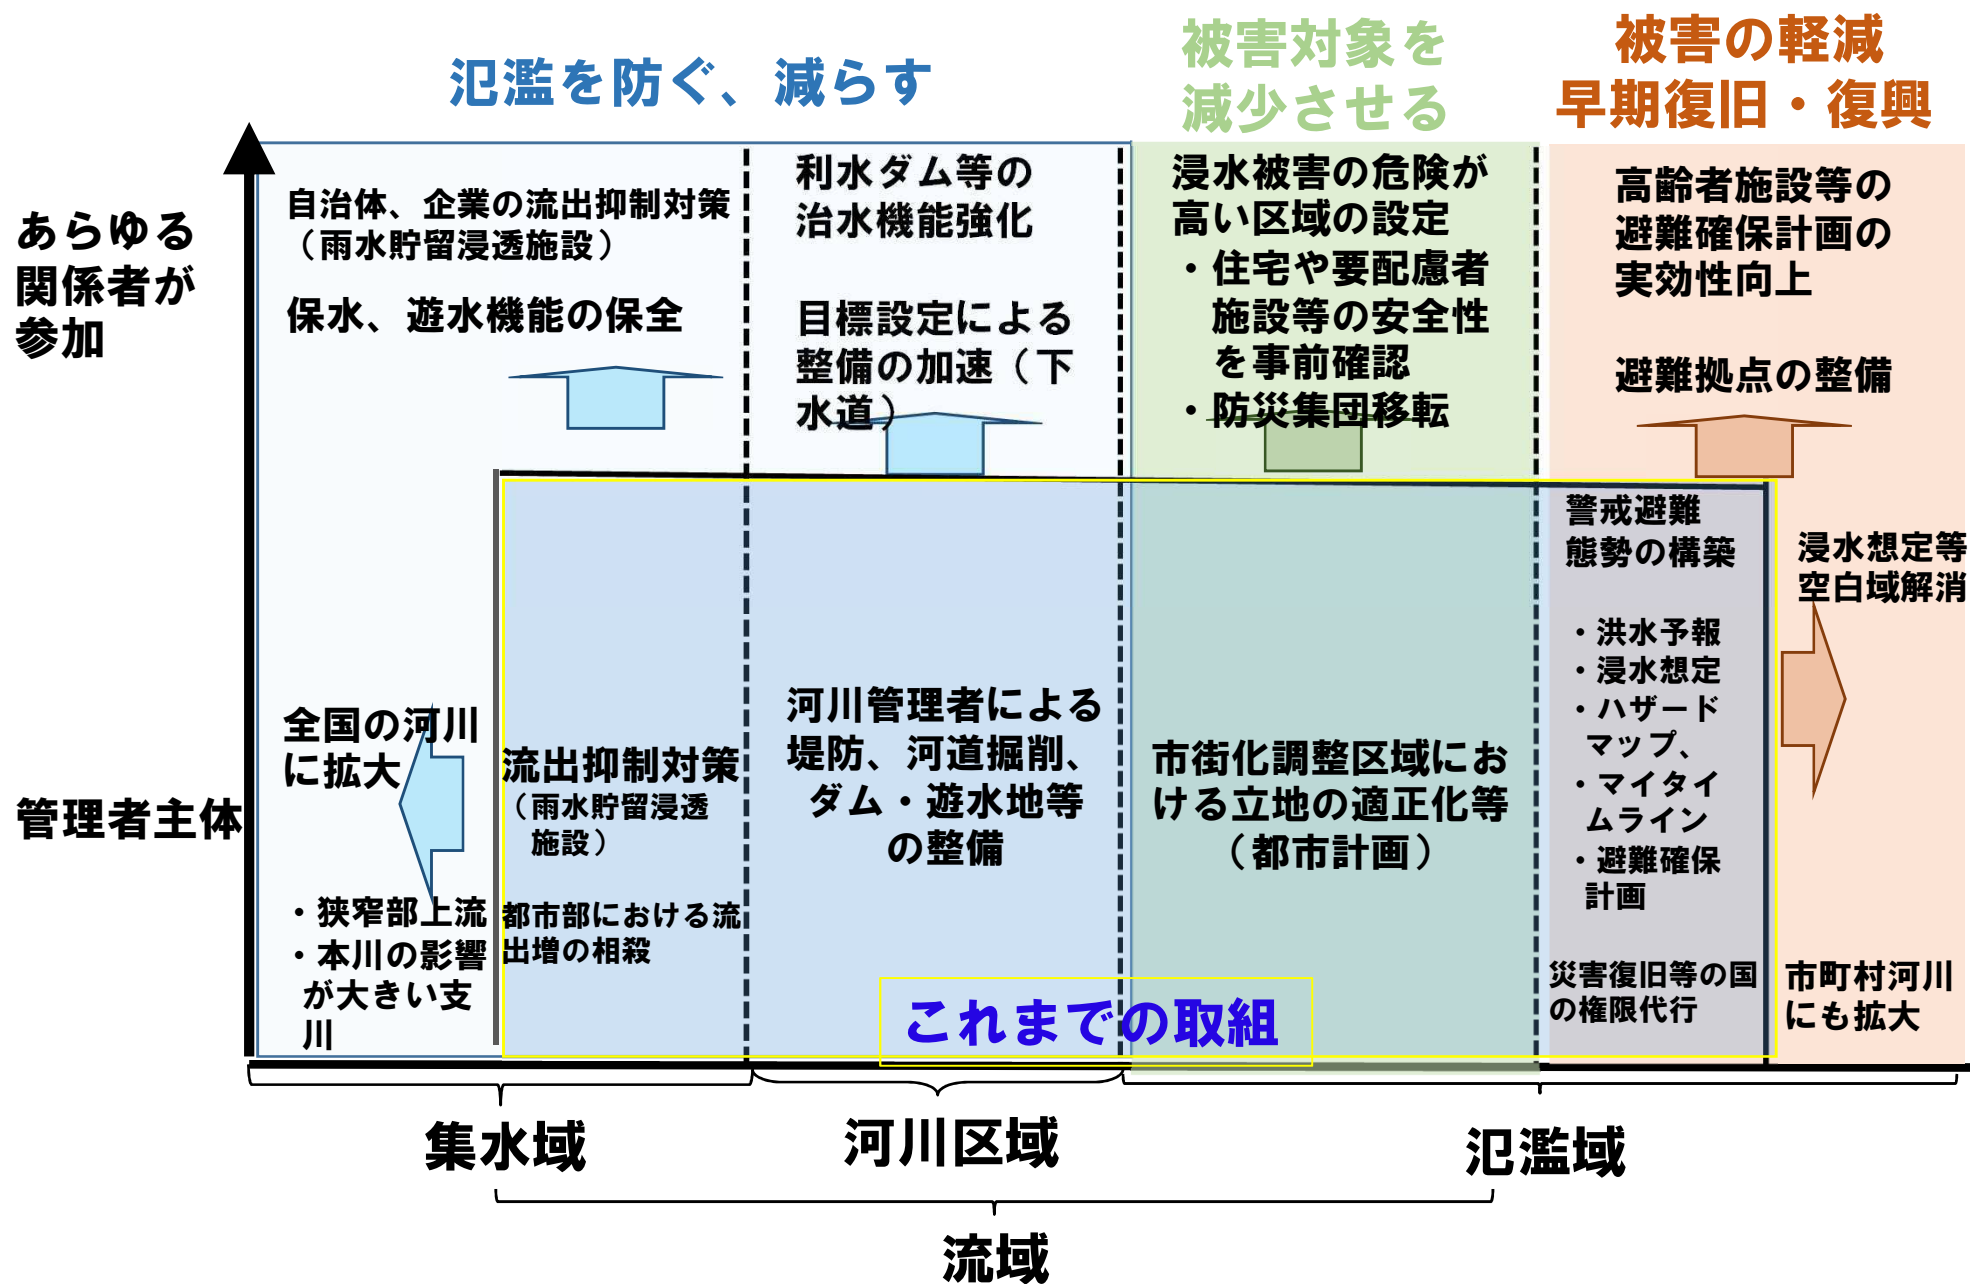 氾濫を防ぐ、減らす
被害対象を
減少させる
被害の軽減
早期復旧・復興
あらゆる
関係者が
参加
管理者主体
自治体、企業の流出抑制対策
（雨水貯留浸透施設）
保水、遊水機能の保全
利水ダム等の
治水機能強化
目標設定による
整備の加速（下
水道）
浸水被害の危険が
高い区域の設定
・住宅や要配慮者
施設等の安全性
を事前確認
・防災集団移転
高齢者施設等の
避難確保計画の
実効性向上
避難拠点の整備
全国の河川
に拡大
・狭窄部上流
・本川の影響
が大きい支
川
流出抑制対策
（雨水貯留浸透
施設）
都市部における流
出増の相殺
河川管理者による
堤防、河道掘削、
ダム・遊水地等
の整備
市街化調整区域にお
ける立地の適正化等
（都市計画）
警戒避難
態勢の構築
・洪水予報
・浸水想定
・ハザード
マップ、
・マイタイ
ムライン
・避難確保
計画
災害復旧等の国
の権限代行
浸水想定等
空白域解消
市町村河川
にも拡大
これまでの取組
集水域
河川区域
氾濫域
流域